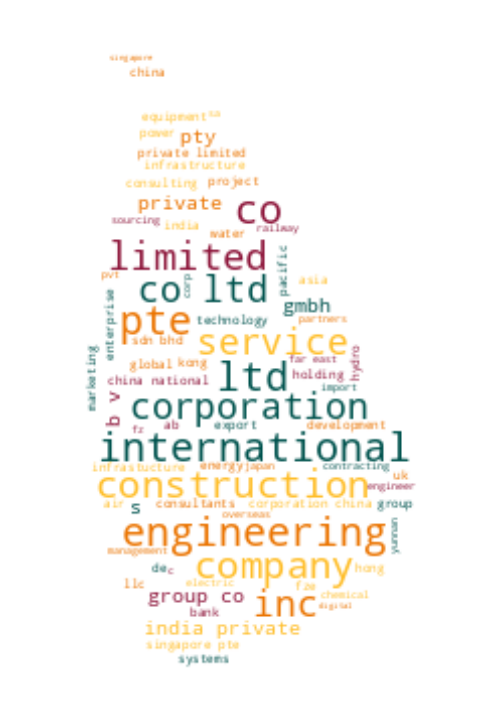 singapore
china
equipment sa
power pty
private limited
infrastructure
consulting project
private co
sourcing india railway
water
limited
pacific
pvt corp asia
co ltd
enterprise gmbh
pte technology partners
sdn bhd service
marketing far east hydro
global kong ltd holding
china national import
b v corporation
fz ab export development
international
infrastucture energy japan contracting
construction uk
engineer
air s consultants corporation china group
overseas
engineering yunnan
management
de c company hong
llc electric fze
group co inc chemical
bank digital
india private
singapore pte
systems